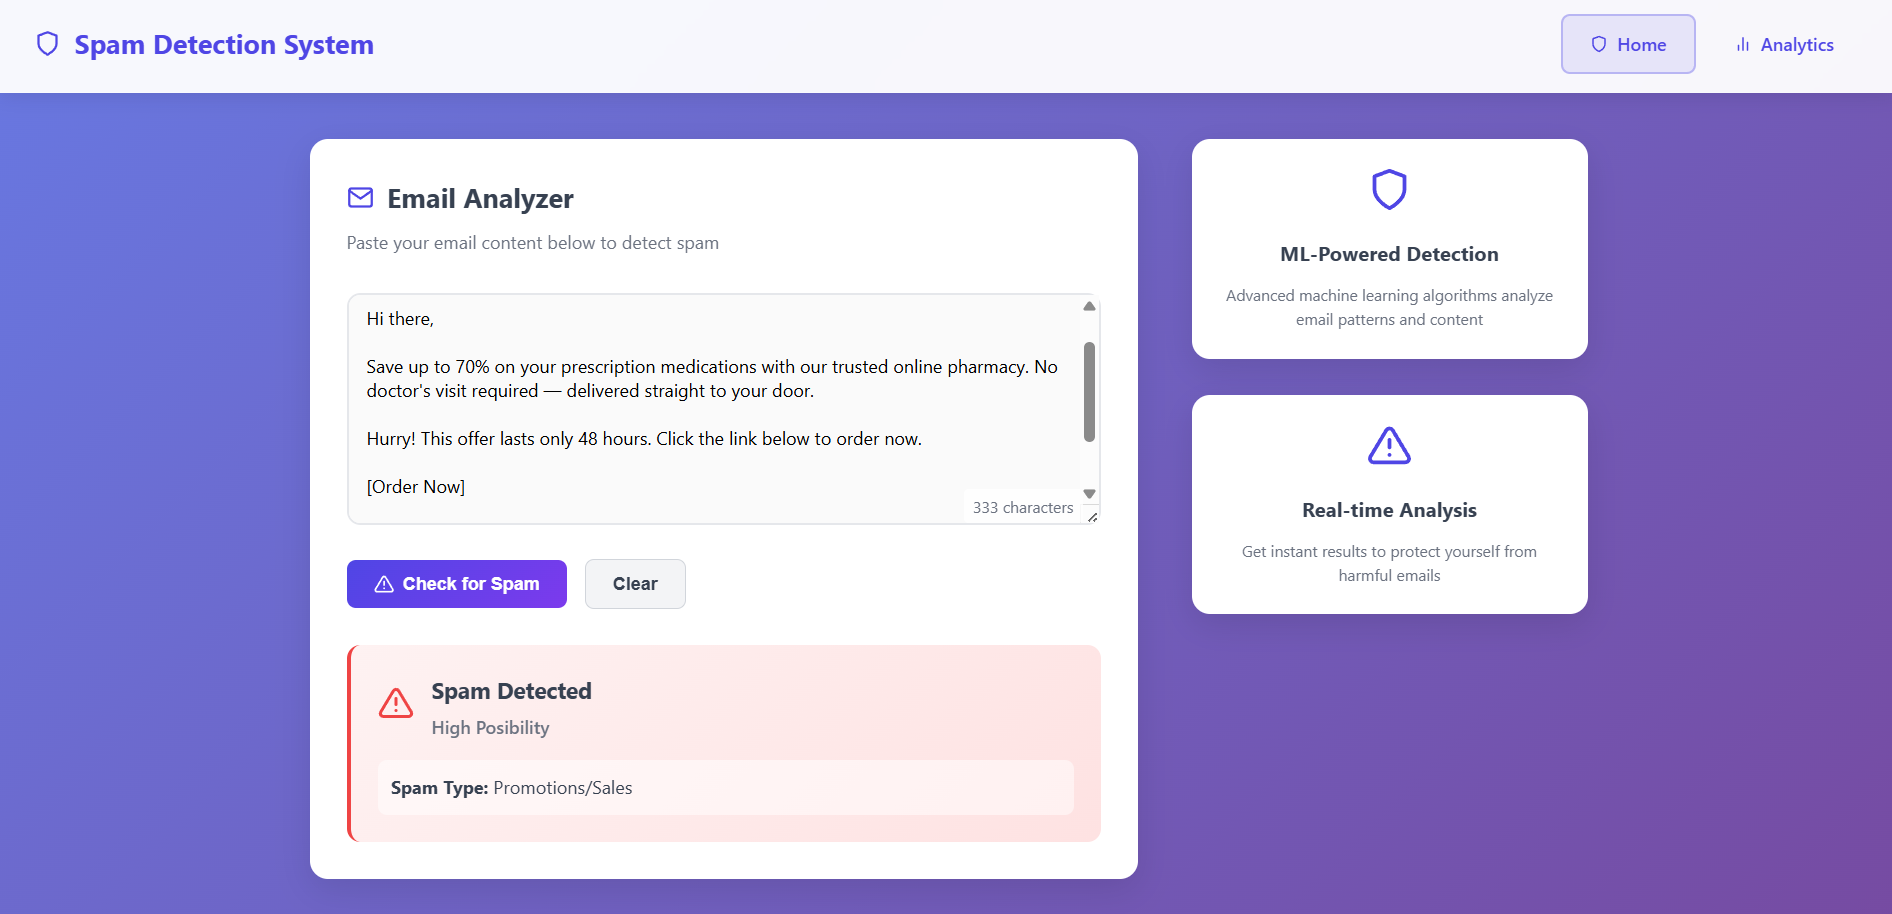 Spam Detection System
Home
Analytics
Email Analyzer
Paste your email content below to detect spam
Hi there,
Save up to 70% on your prescription medications with our trusted online pharmacy. No
doctor's visit required — delivered straight to your door.
Hurry! This offer lasts only 48 hours. Click the link below to order now.
[Order Now]
333 characters
Check for Spam
Clear
Spam Detected
High Posibility
Spam Type: Promotions/Sales
ML-Powered Detection
Advanced machine learning algorithms analyze
email patterns and content
Real-time Analysis
Get instant results to protect yourself from
harmful emails